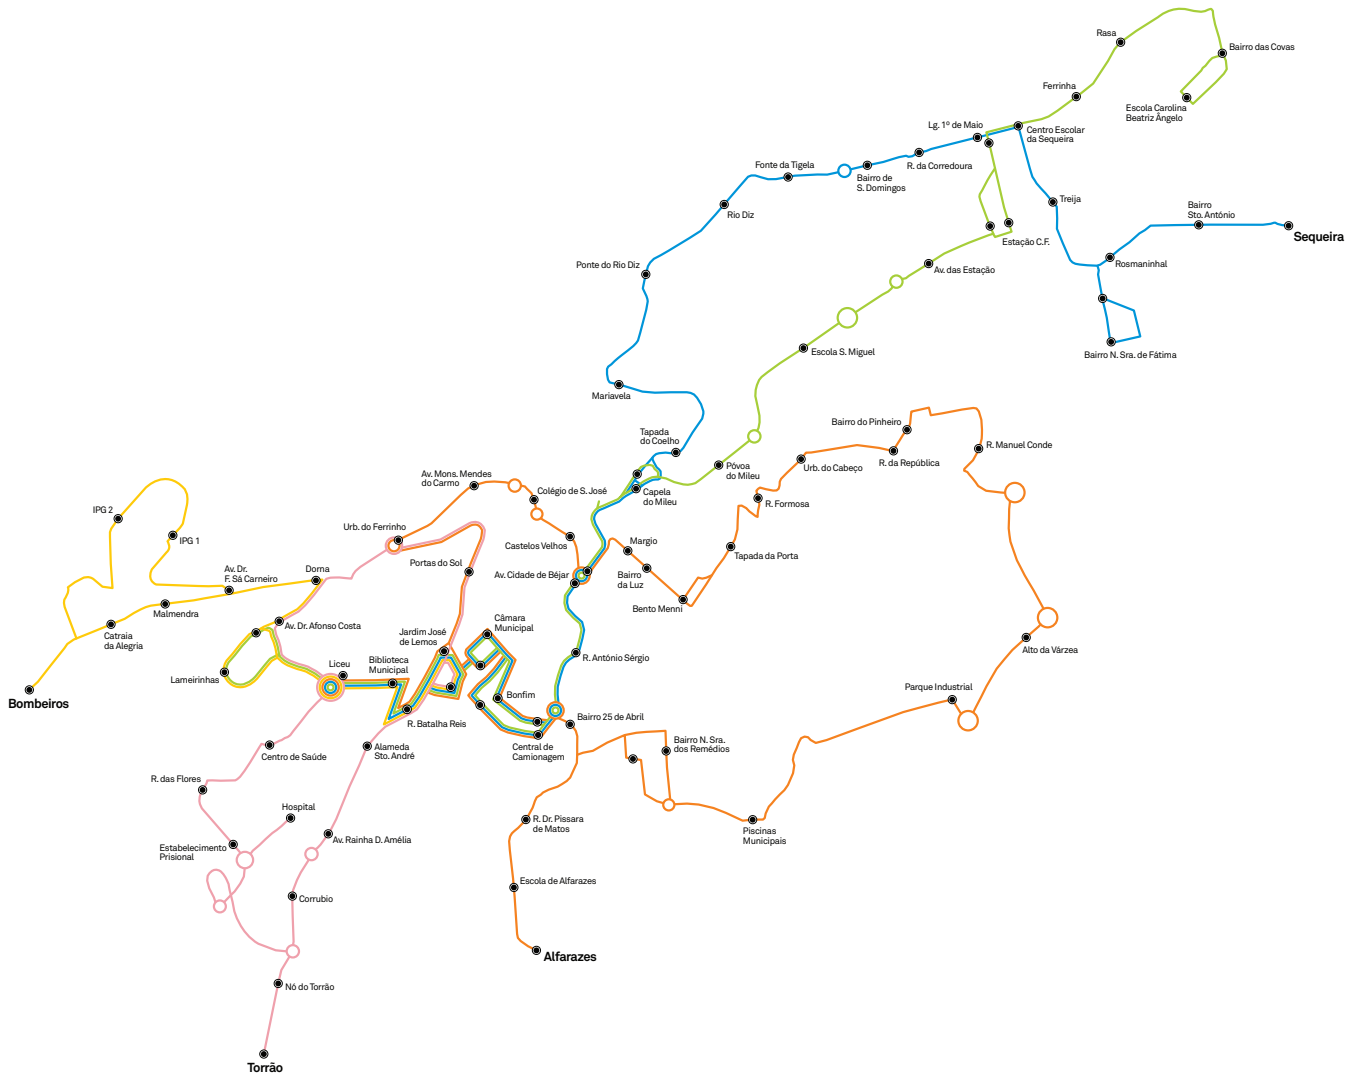 Rasa
Bairro das Covas
Ferrinha
Escola Carolina
Beatriz Ângelo
Lg. 1º de Maio
Centro Escolar
da Sequeira
Fonte da Tigela
R. da Corredoura
Bairro de
S. Domingos
Rio Diz
Treija
Bairro
Sto. António
Sequeira
Estação C.F.
Ponte do Rio Diz
Av. das Estação
Rosmaninhal
Escola S. Miguel
Bairro N. Sra. de Fátima
Mariavela
Tapada
do Coelho
Bairro do Pinheiro
R. Manuel Conde
R. da República
Póvoa
do Mileu
Urb. do Cabeço
Av. Mons. Mendes
do Carmo
Colégio de S. José
Capela
do Mileu
R. Formosa
IPG 2
IPG 1
Urb. do Ferrinho
Castelos Velhos
Margio
Tapada da Porta
Portas do Sol
Av. Cidade de Béjar
Bairro
da Luz
Bento Menni
Av. Dr.
F. Sá Carneiro
Dorna
Malmendra
Catraia
da Alegria
Av. Dr. Afonso Costa
Câmara
Municipal
Jardim José
de Lemos
R. António Sérgio
Alto da Várzea
Lameirinhas
Liceu
Biblioteca
Municipal
Bombeiros
Bonfim
Parque Industrial
R. Batalha Reis
Bairro 25 de Abril
Central de
Camionagem
Bairro N. Sra.
dos Remédios
Centro de Saúde
Alameda
Sto. André
R. das Flores
Hospital
R. Dr. Pissara
de Matos
Piscinas
Municipais
Estabelecimento
Prisional
Av. Rainha D. Amélia
Escola de Alfarazes
Corrubio
Alfarazes
Nó do Torrão
Torrão